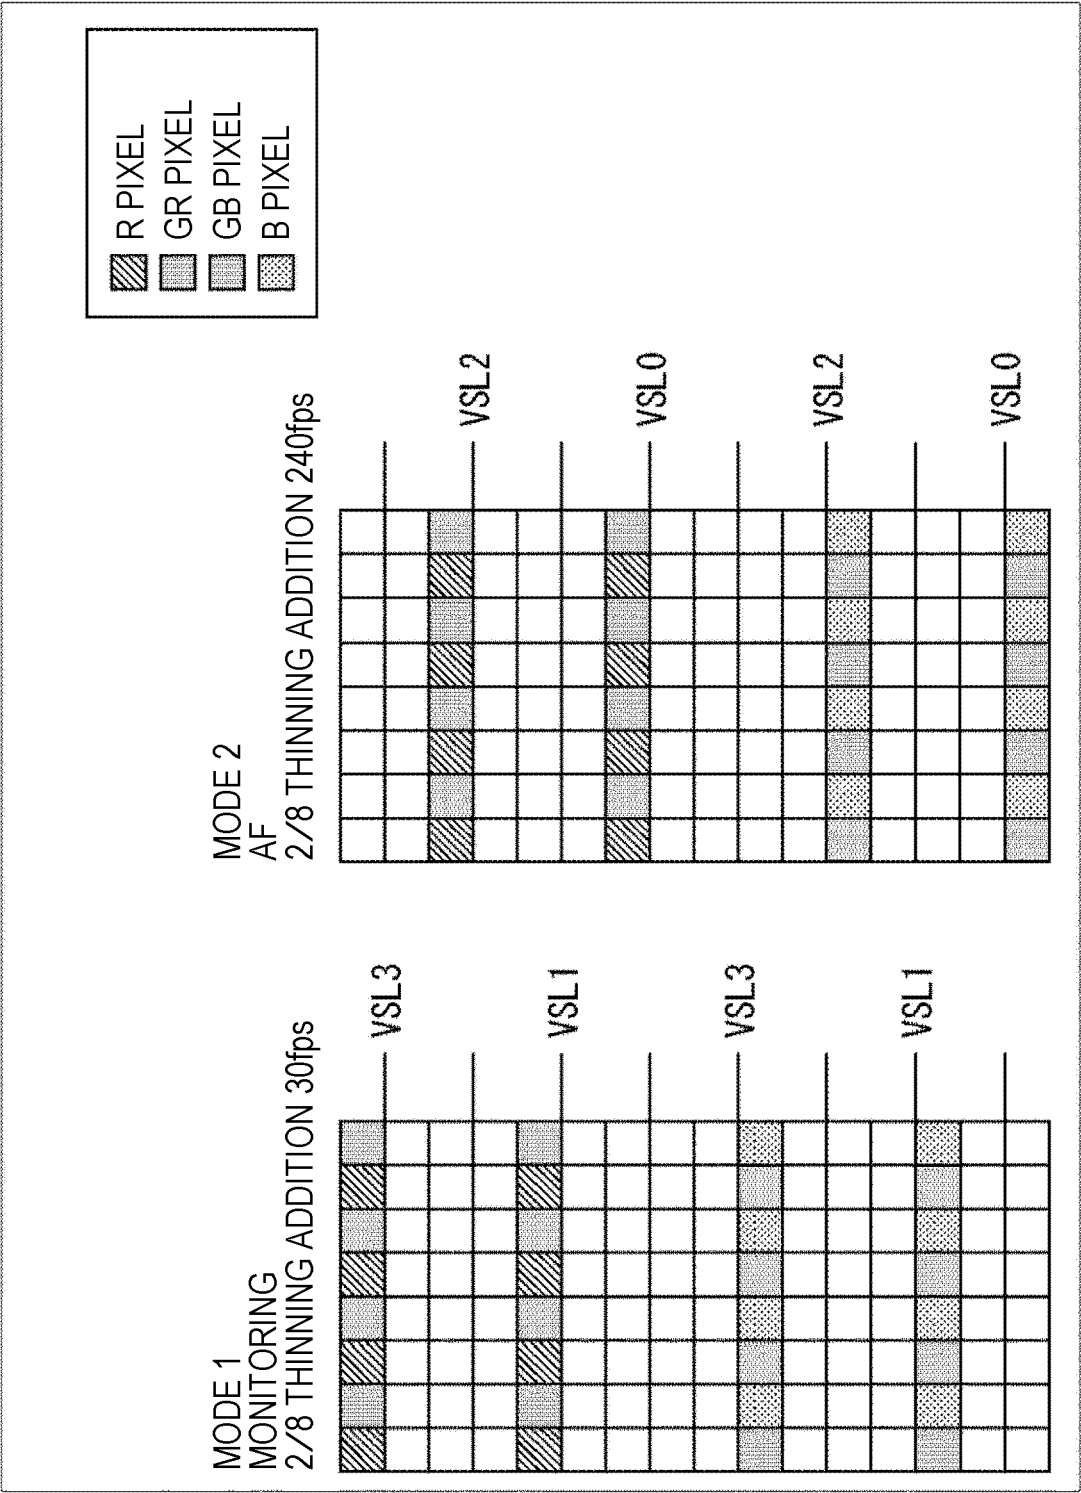 MODE 1
MONITORING
2/8 THINNING ADDITION 30fps
VSL3
VSL1
VSL3
VSL1
MODE 2
AF
2/8 THINNING ADDITION 240fps
VSL2
VSL0
VSL2
VSL0
R PIXEL
GR PIXEL
GB PIXEL
B PIXEL